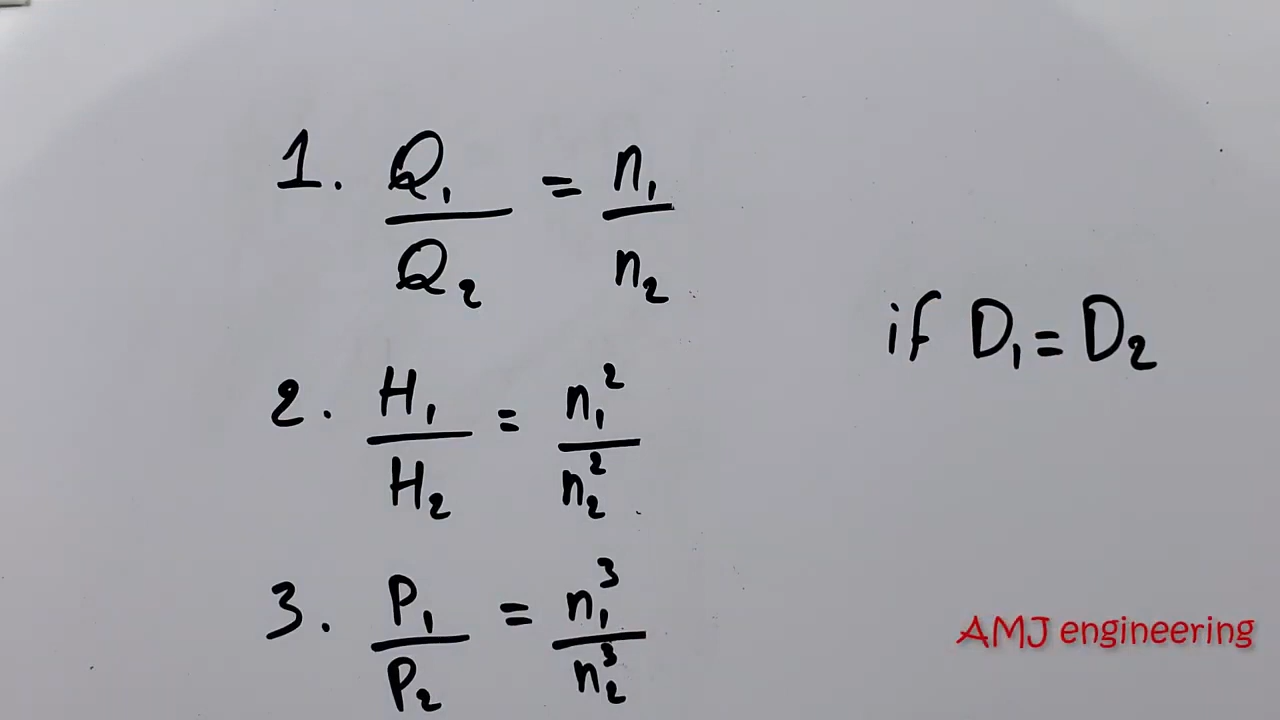 1. Q₁/Q₂ = n₁/n₂
if D₁ = D₂
2. H₁/H₂ = n₁²/n₂²
3. P₁/P₂ = n₁³/n₂³
AMJ engineering